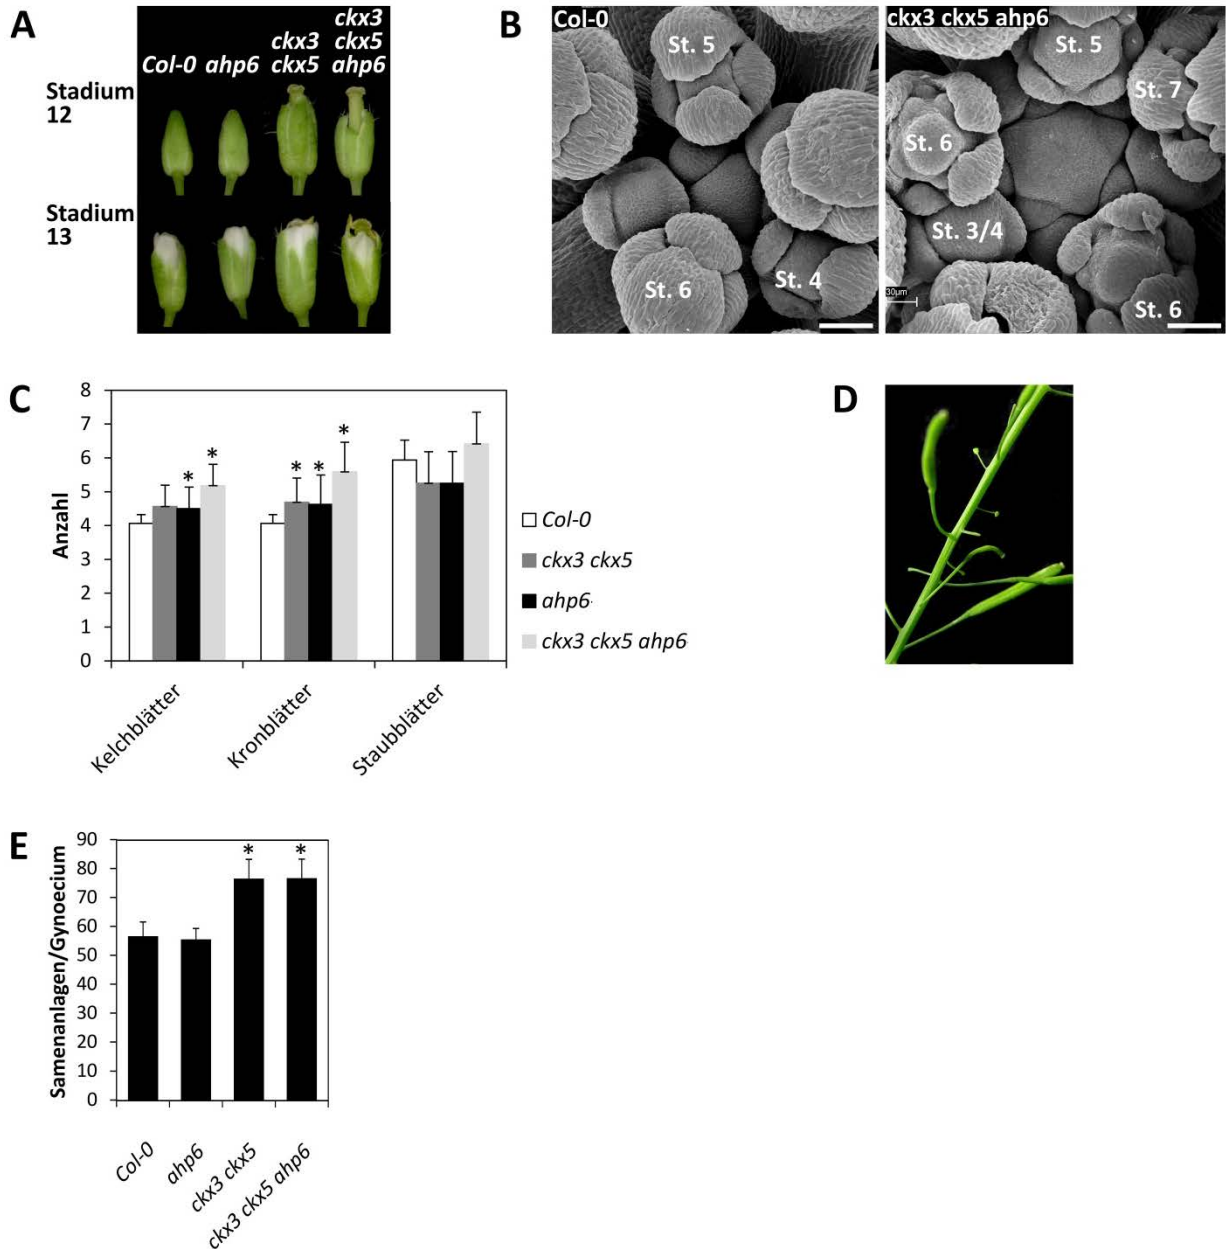 A
Col-0 ahp6 ckx3 ckx5 ckx3 ckx5 ahp6
Stadium 12
Stadium 13
B
Col-0
St. 5
St. 6
St. 4
ckx3 ckx5 ahp6
St. 5
St. 7
St. 6
St. 3/4
30µm
St. 6
C
Anzahl
8
7
6
5
4
3
2
1
0
* * * * *
Kelchblätter
Kronblätter
Staubblätter
Col-0
ckx3 ckx5
ahp6
ckx3 ckx5 ahp6
D
E
Samenanlagen/Gynoecium
90
80
70
60
50
40
30
20
10
0
* *
Col-0
ahp6
ckx3 ckx5
ckx3 ckx5 ahp6